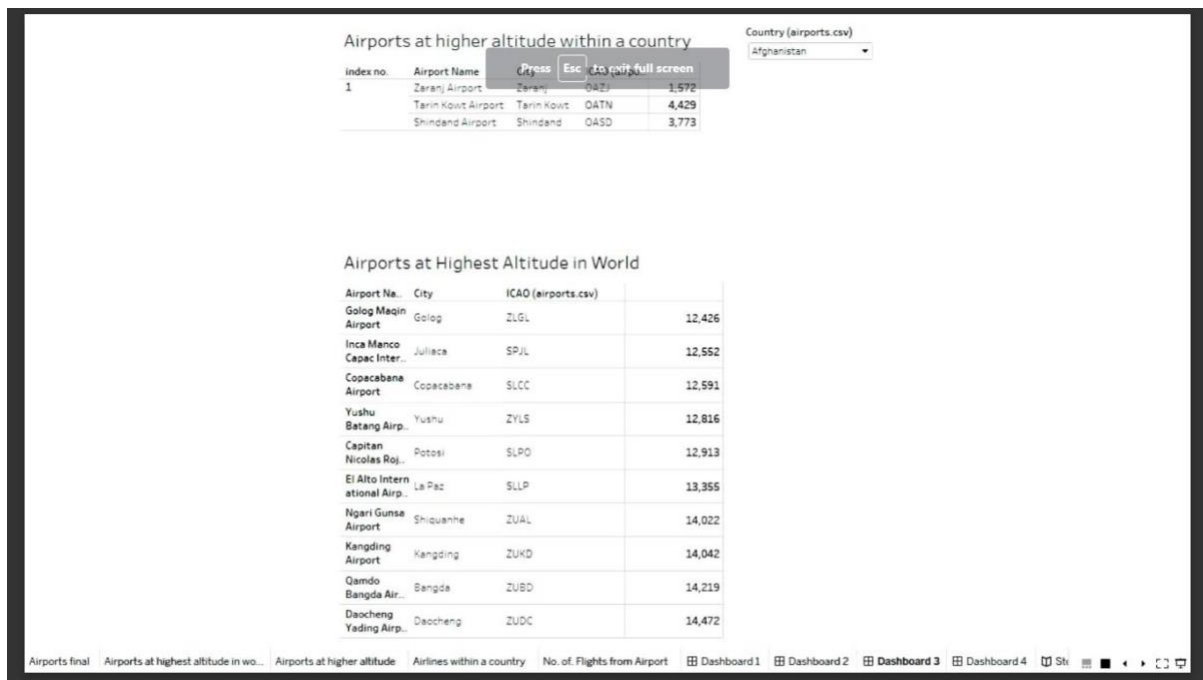 Airports at higher altitude within a country
Country (airports.csv)
Afghanistan
Press Esc to exit full screen
index no. Airport Name City ICAO (airpo..
1 Zaranj Airport Zaranj OAZJ 1,572
Tarin Kowt Airport Tarin Kowt OATN 4,429
Shindand Airport Shindand OASD 3,773
Airports at Highest Altitude in World
Airport Na.. City ICAO (airports.csv)
Golog Maqin
Airport Golog ZLGL 12,426
Inca Manco
Capac Inter.. Juliaca SPJL 12,552
Copacabana
Airport Copacabana SLCC 12,591
Yushu
Batang Airp.. Yushu ZYLS 12,816
Capitan
Nicolas Roj.. Potosi SLPO 12,913
El Alto Intern
ational Airp.. La Paz SLLP 13,355
Ngari Gunsa
Airport Shiquanhe ZUAL 14,022
Kangding
Airport Kangding ZUKD 14,042
Qamdo
Bangda Air.. Bangda ZUBD 14,219
Daocheng
Yading Airp.. Daocheng ZUDC 14,472
Airports final Airports at highest altitude in wo... Airports at higher altitude Airlines within a country No. of. Flights from Airport Dashboard 1 Dashboard 2 Dashboard 3 Dashboard 4